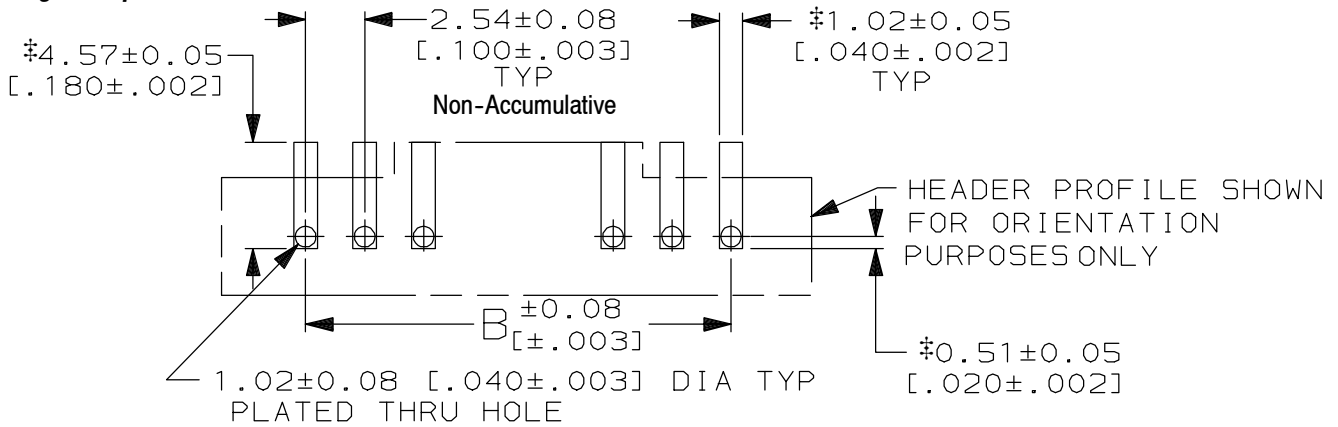 2.54±0.08
[.100±.003]
TYP
Non-Accumulative
‡1.02±0.05
[.040±.002]
TYP
‡4.57±0.05
[.180±.002]
HEADER PROFILE SHOWN
FOR ORIENTATION
PURPOSES ONLY
B ±0.08
[±.003]
‡0.51±0.05
[.020±.002]
1.02±0.08 [.040±.003] DIA TYP
PLATED THRU HOLE